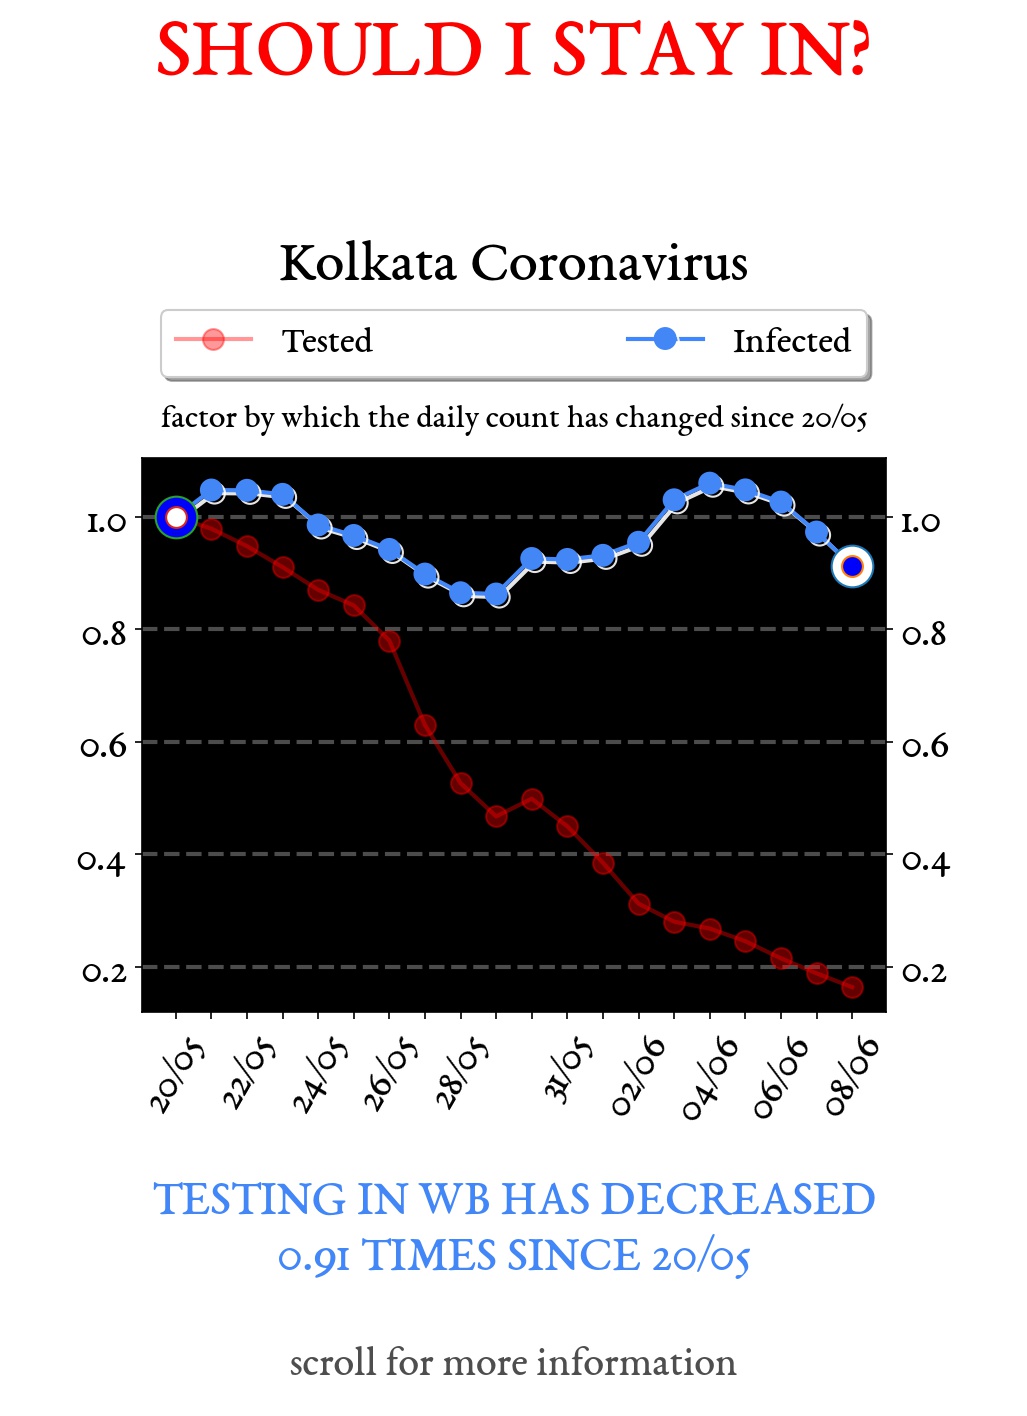 SHOULD I STAY IN?
Kolkata Coronavirus
Tested Infected
factor by which the daily count has changed since 20/05
1.0 1.0
0.8 0.8
0.6 0.6
0.4 0.4
0.2 0.2
20/05 22/05 24/05 26/05 28/05 31/05 02/06 04/06 06/06 08/06
TESTING IN WB HAS DECREASED
0.91 TIMES SINCE 20/05
scroll for more information